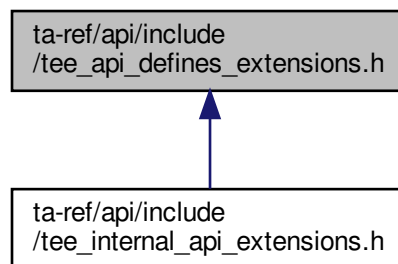 ta-ref/api/include
/tee_api_defines_extensions.h
ta-ref/api/include
/tee_internal_api_extensions.h